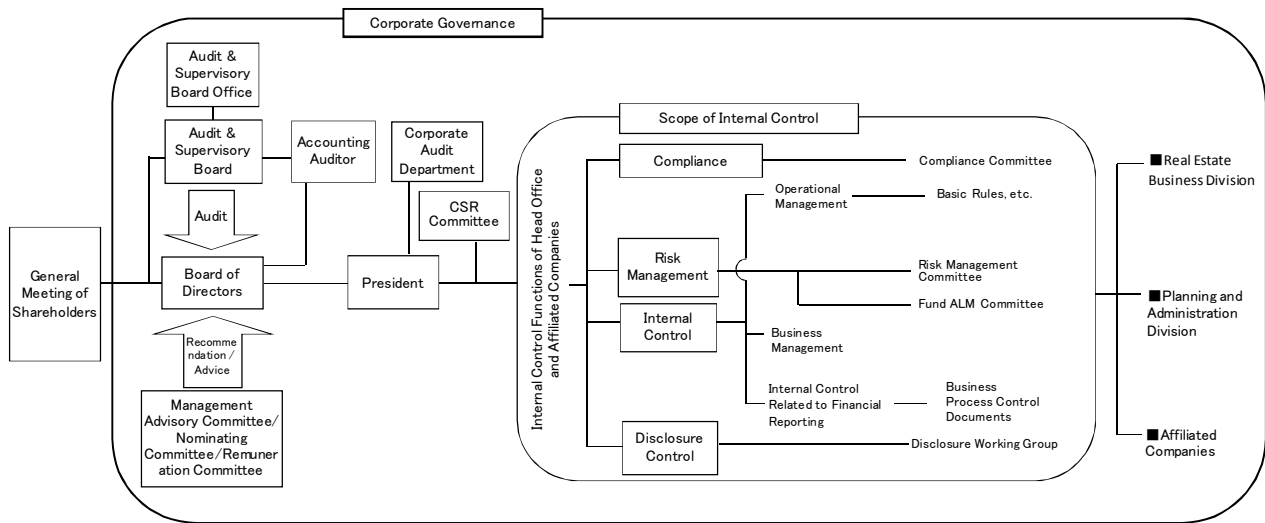 Corporate Governance
Audit &
Supervisory
Board Office
Audit &
Supervisory
Board
Accounting
Auditor
Corporate
Audit
Department
CSR
Committee
Audit
General
Meeting of
Shareholders
Board of
Directors
President
Recomme
ndation /
Advice
Management
Advisory Committee/
Nominating
Committee/Remuner
ation Committee
Scope of Internal Control
Internal Control Functions of Head Office
and Affiliated Companies
Compliance
Compliance Committee
Operational
Management
Basic Rules, etc.
Risk
Management
Risk Management
Committee
Fund ALM Committee
Internal
Control
Business
Management
Internal Control
Related to Financial
Reporting
Business
Process Control
Documents
Disclosure
Control
Disclosure Working Group
■Real Estate
Business Division
■Planning and
Administration
Division
■Affiliated
Companies